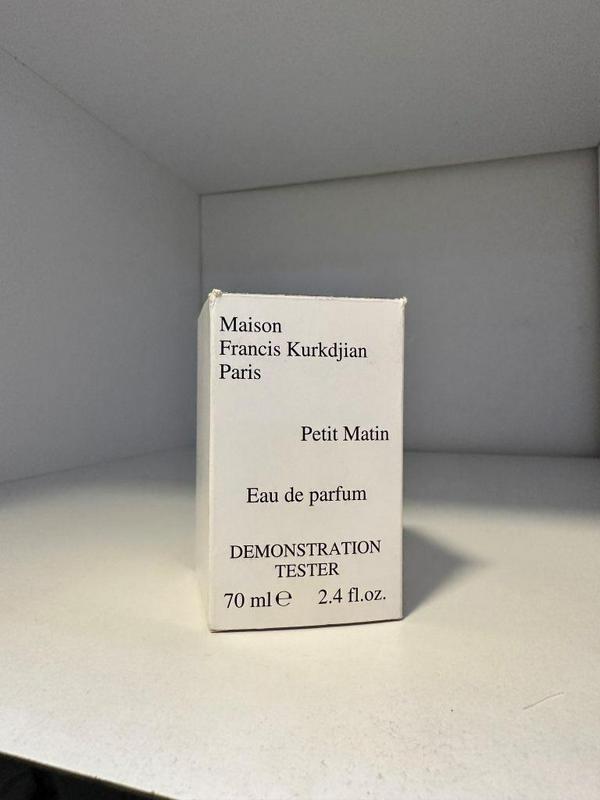 Maison
Francis Kurkdjian
Paris
Petit Matin
Eau de parfum
DEMONSTRATION
TESTER
70 ml ℮ 2.4 fl.oz.